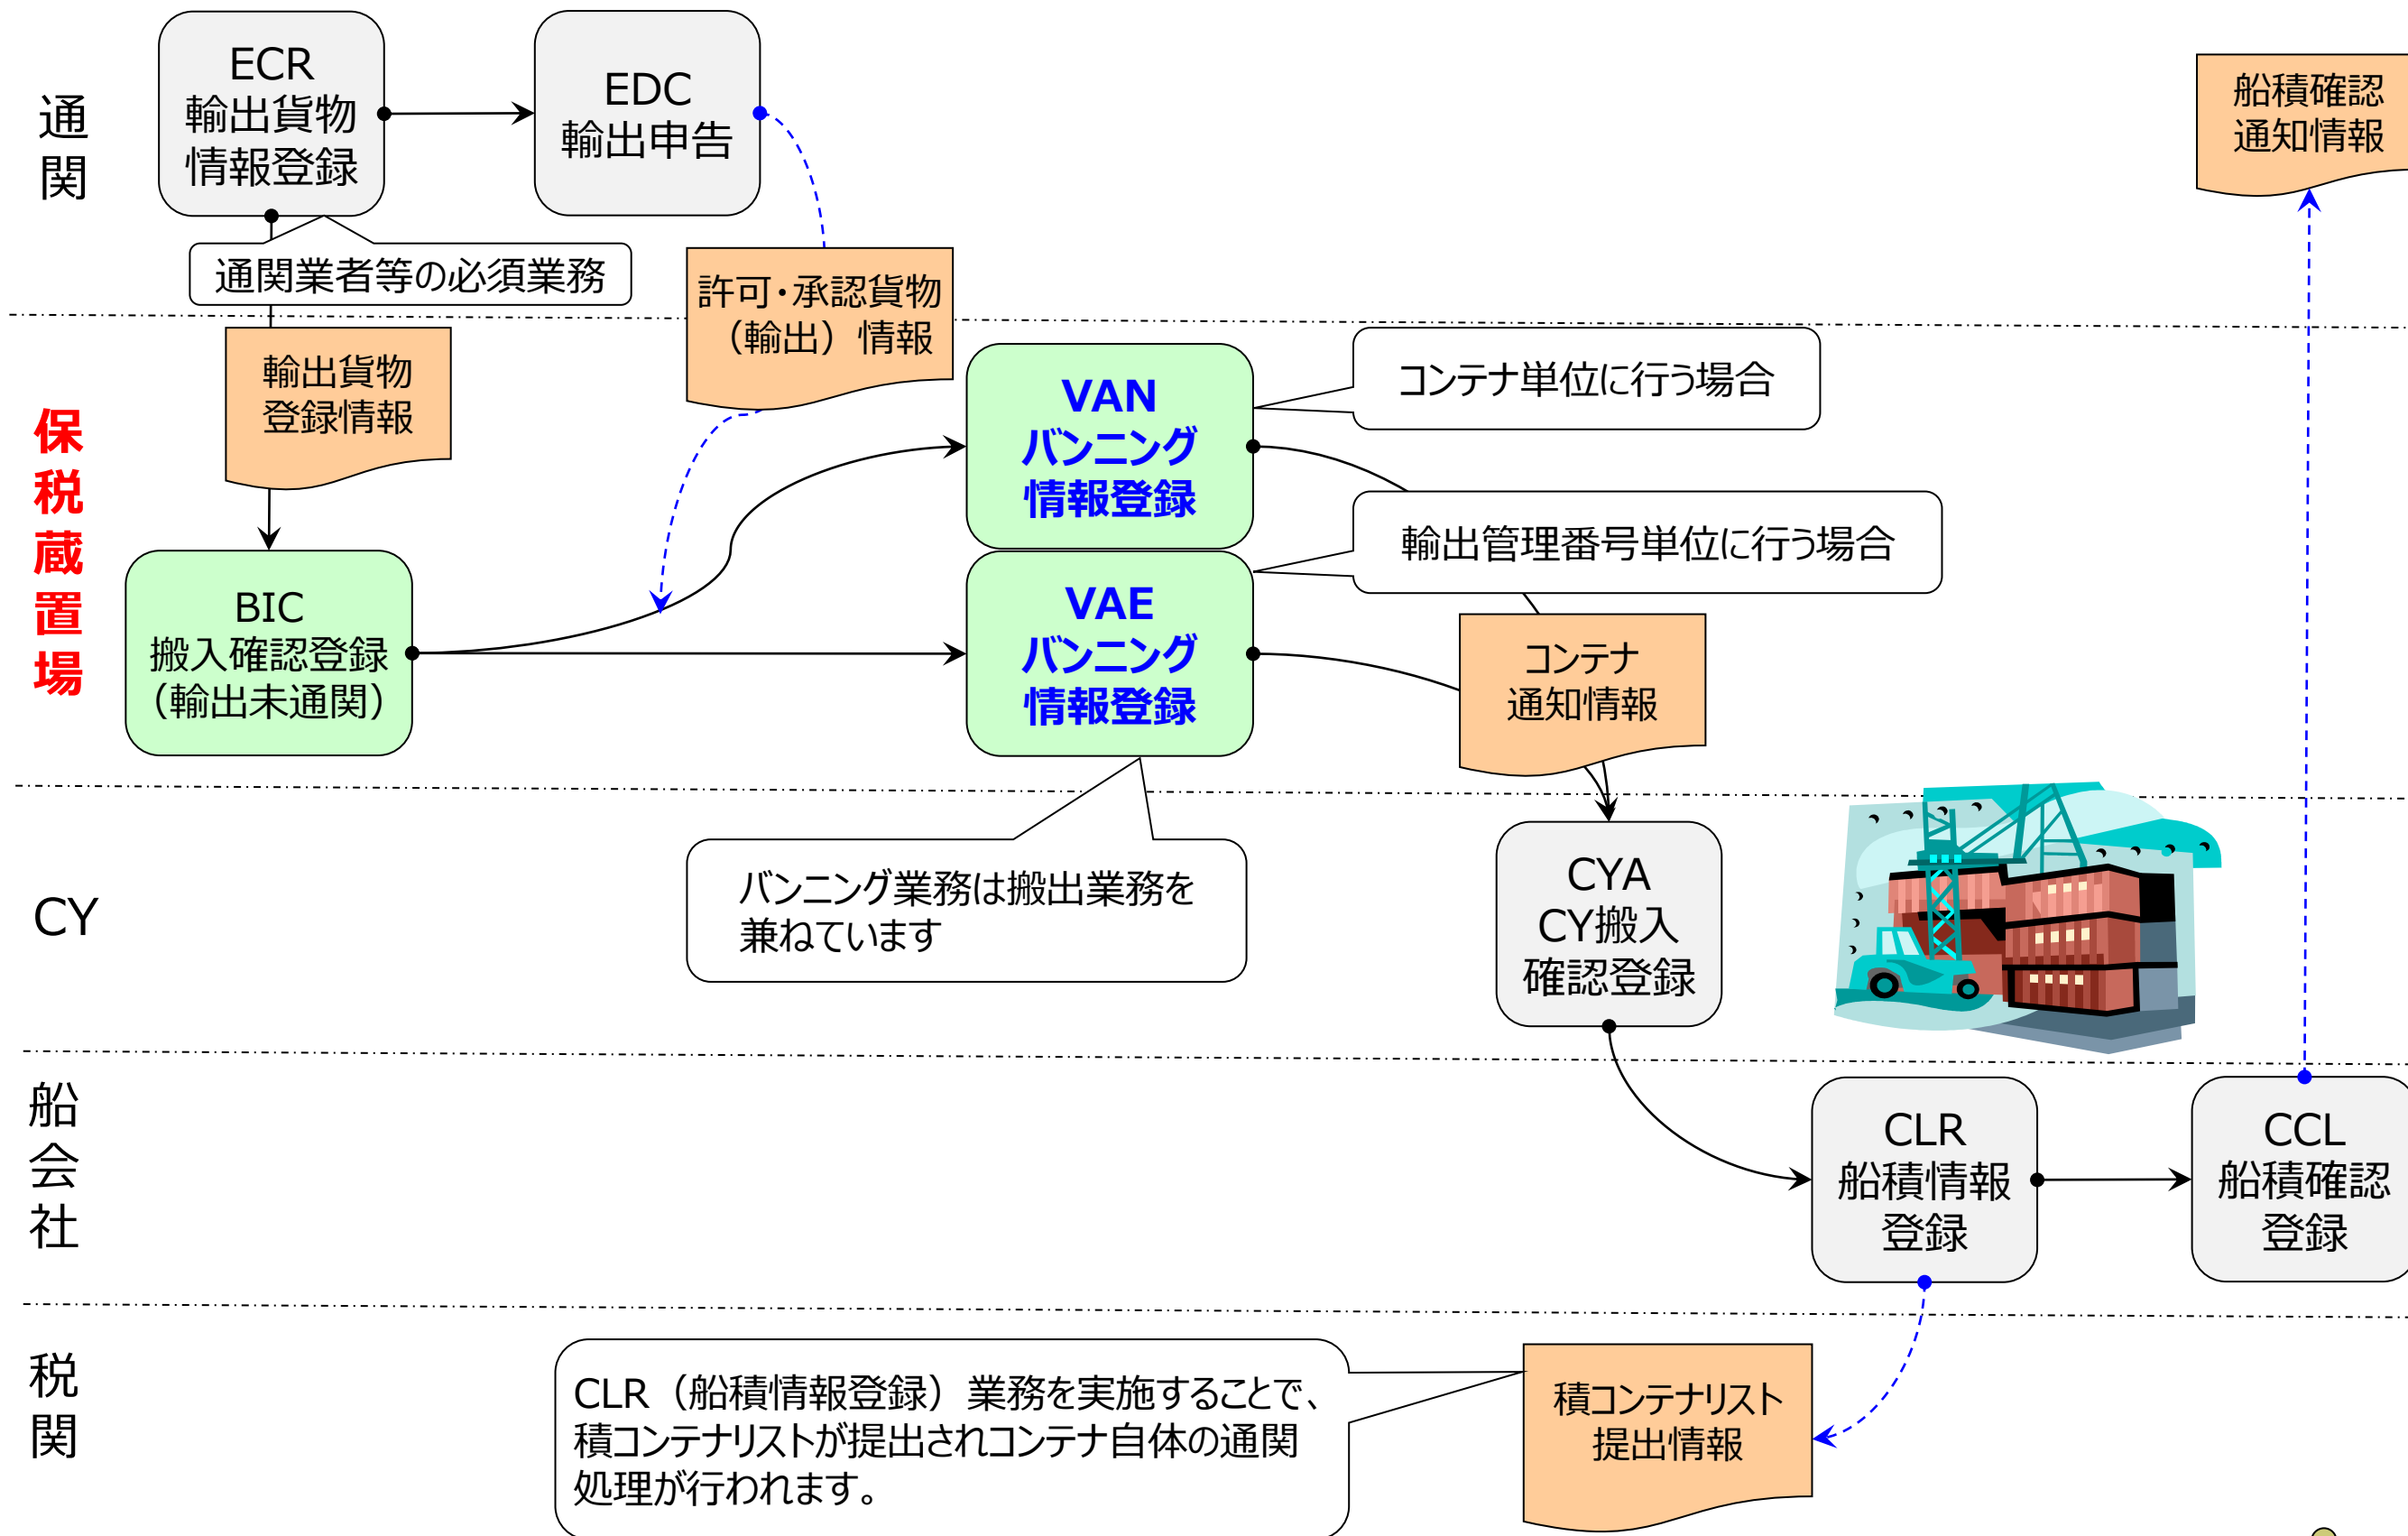 通
関
ECR
輸出貨物
情報登録
EDC
輸出申告
船積確認
通知情報
通関業者等の必須業務
許可・承認貨物
（輸出）情報
保
税
蔵
置
場
輸出貨物
登録情報
BIC
搬入確認登録
（輸出未通関）
VAN
バンニング
情報登録
コンテナ単位に行う場合
VAE
バンニング
情報登録
輸出管理番号単位に行う場合
コンテナ
通知情報
CY
バンニング業務は搬出業務を
兼ねています
CYA
CY搬入
確認登録
船
会
社
CLR
船積情報
登録
CCL
船積確認
登録
税
関
CLR（船積情報登録）業務を実施することで、
積コンテナリストが提出されコンテナ自体の通関
処理が行われます。
積コンテナリスト
提出情報